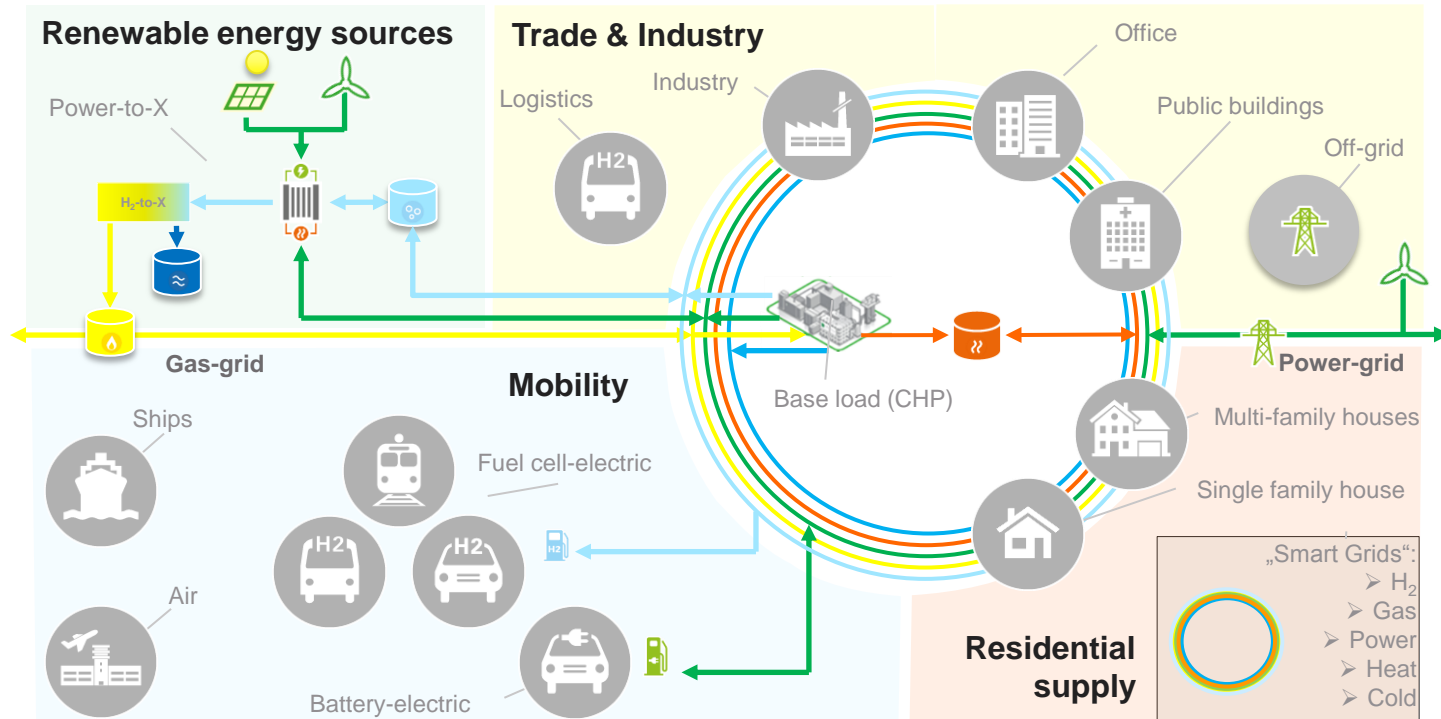 Renewable energy sources
Power-to-X
H₂-to-X
Gas-grid
Trade & Industry
Logistics
H2
Industry
Office
Public buildings
Off-grid
Power-grid
Base load (CHP)
Mobility
Ships
Air
Fuel cell-electric
H2
H2
H2
Battery-electric
Multi-family houses
Single family house
Residential
supply
„Smart Grids“:
➢ H₂
➢ Gas
➢ Power
➢ Heat
➢ Cold